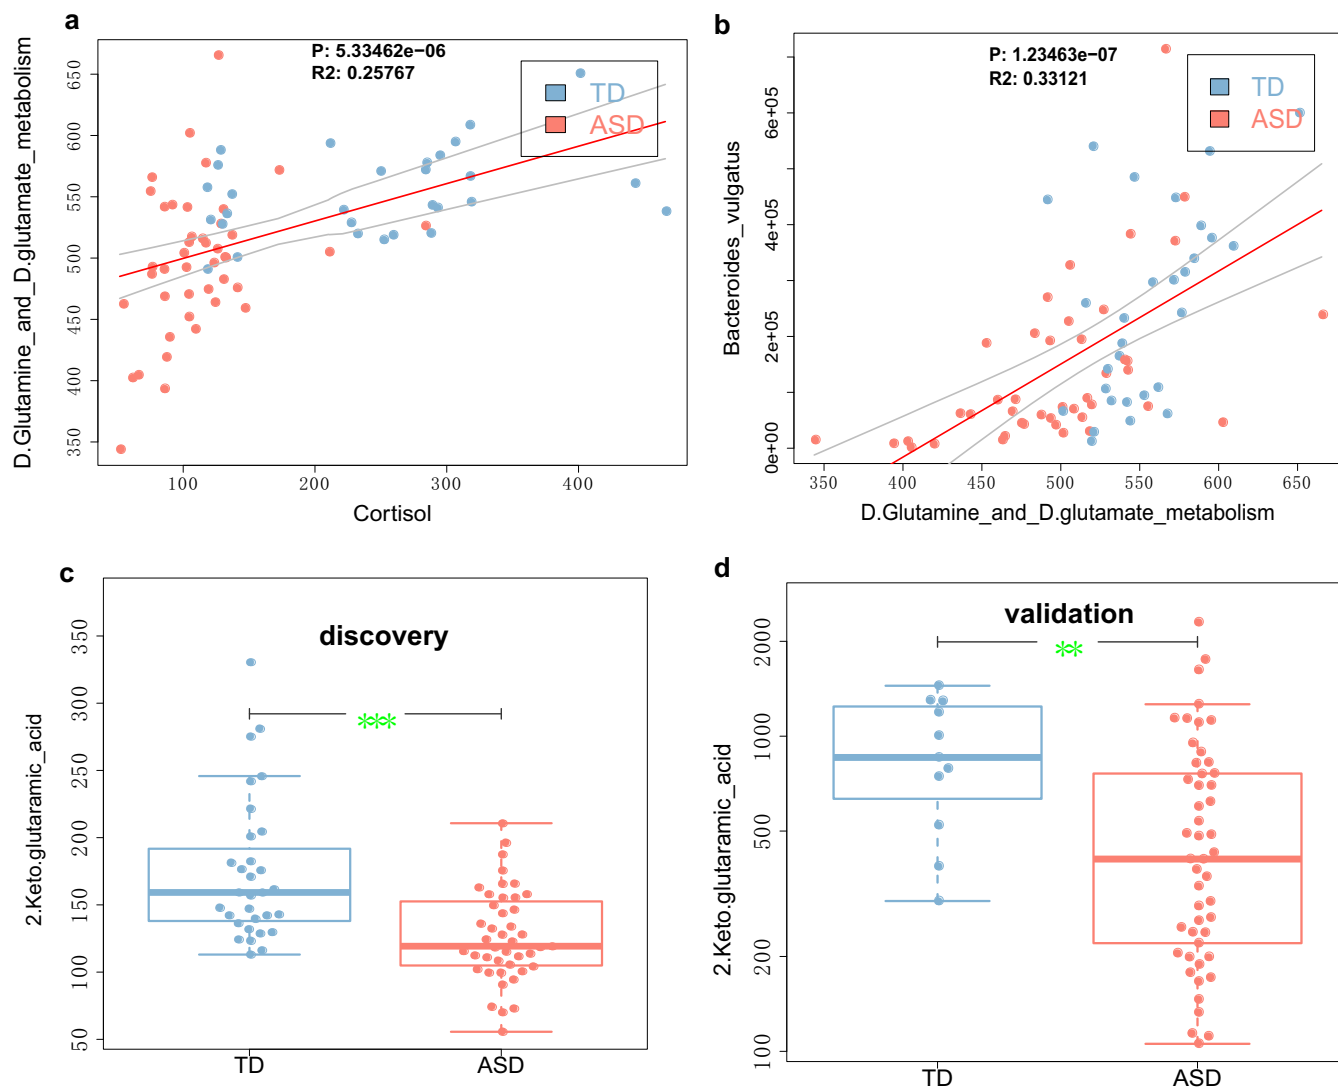 a
P: 5.33462e−06
R2: 0.25767
TD
ASD
D.Glutamine_and_D.glutamate_metabolism
350
400
450
500
550
600
650
100
200
300
400
Cortisol
b
P: 1.23463e−07
R2: 0.33121
TD
ASD
Bacteroides_vulgatus
0e+00
2e+05
4e+05
6e+05
350
400
450
500
550
600
650
D.Glutamine_and_D.glutamate_metabolism
c
discovery
***
2.Keto.glutaramic_acid
50
100
150
200
250
300
350
TD
ASD
d
validation
**
2.Keto.glutaramic_acid
100
200
500
1000
2000
TD
ASD